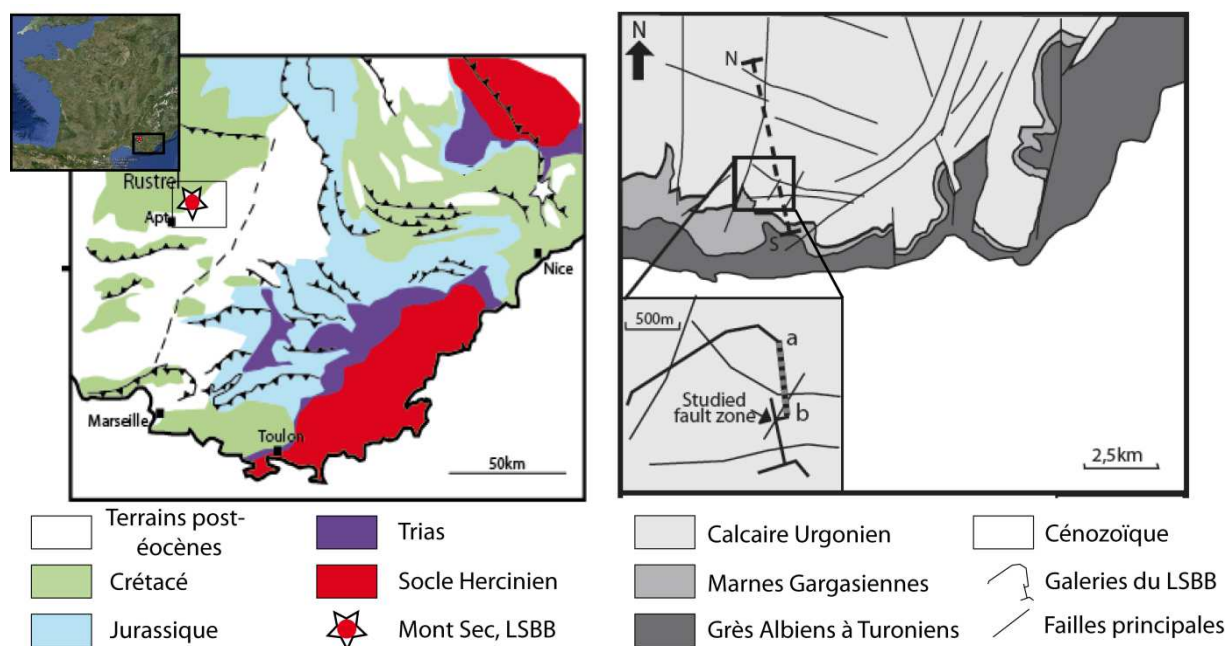 Rustrel
Apt
Nice
Marseille
Toulon
50km
Terrains post-
éocènes
Crétacé
Jurassique
Trias
Socle Hercinien
Mont Sec, LSBB
N
N
S
500m
a
Studied
fault zone
b
2,5km
Calcaire Urgonien
Marnes Gargasiennes
Grès Albiens à Turoniens
Cénozoïque
Galeries du LSBB
Failles principales